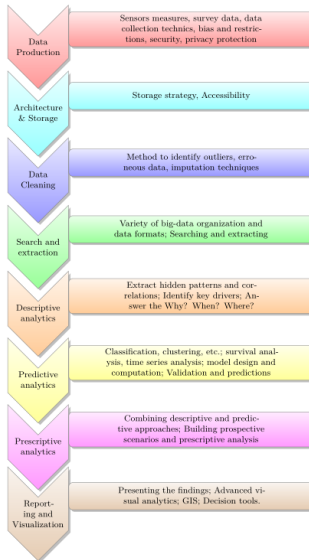 Data
Production
Sensors measures, survey data, data
collection technics, bias and restric-
tions, security, privacy protection
Architecture
& Storage
Storage strategy, Accessibility
Data
Cleaning
Method to identify outliers, erro-
neous data, imputation techniques
Search and
extraction
Variety of big-data organization and
data formats; Searching and extracting
Descriptive
analytics
Extract hidden patterns and cor-
relations; Identify key drivers; An-
swer the Why? When? Where?
Predictive
analytics
Classification, clustering, etc.; survival anal-
ysis, time series analysis; model design and
computation; Validation and predictions
Prescriptive
analytics
Combining descriptive and predic-
tive approaches; Building prospective
scenarios and prescriptive analysis
Report-
ing and
Visualization
Presenting the findings; Advanced vi-
sual analytics; GIS; Decision tools.